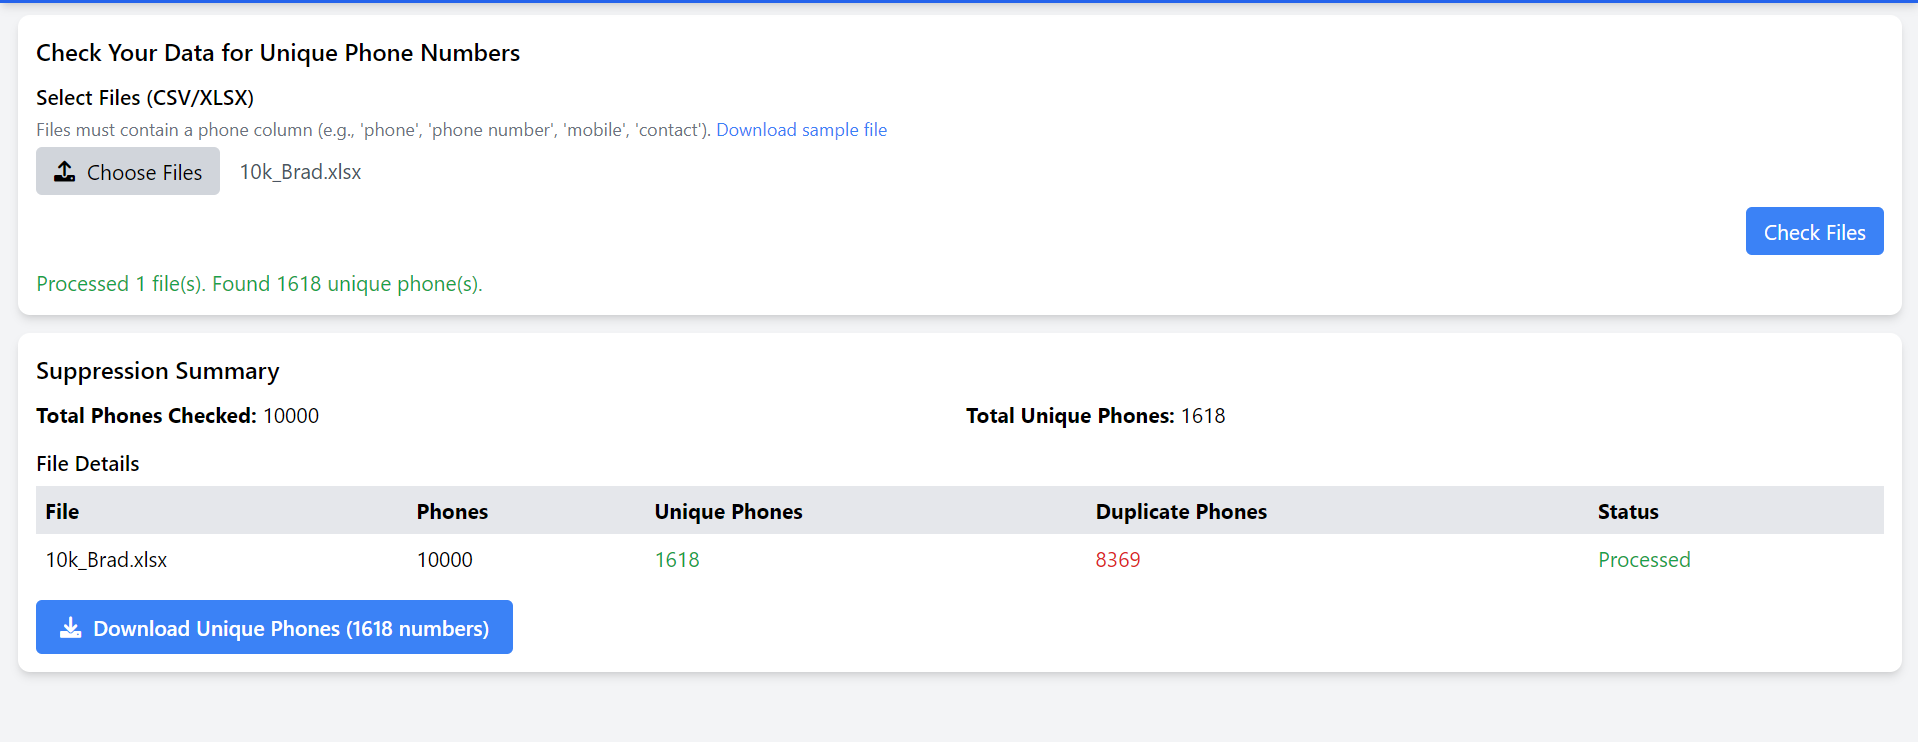 Check Your Data for Unique Phone Numbers
Select Files (CSV/XLSX)
Files must contain a phone column (e.g., 'phone', 'phone number', 'mobile', 'contact'). Download sample file
Choose Files 10k_Brad.xlsx
Check Files
Processed 1 file(s). Found 1618 unique phone(s).
Suppression Summary
Total Phones Checked: 10000 Total Unique Phones: 1618
File Details
File Phones Unique Phones Duplicate Phones Status
10k_Brad.xlsx 10000 1618 8369 Processed
Download Unique Phones (1618 numbers)